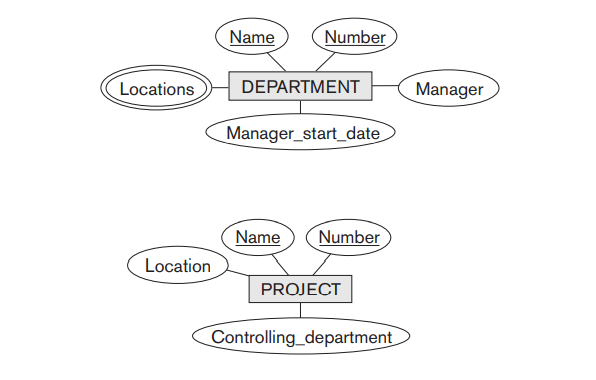 Name
Number
Locations
DEPARTMENT
Manager
Manager_start_date
Name
Number
Location
PROJECT
Controlling_department